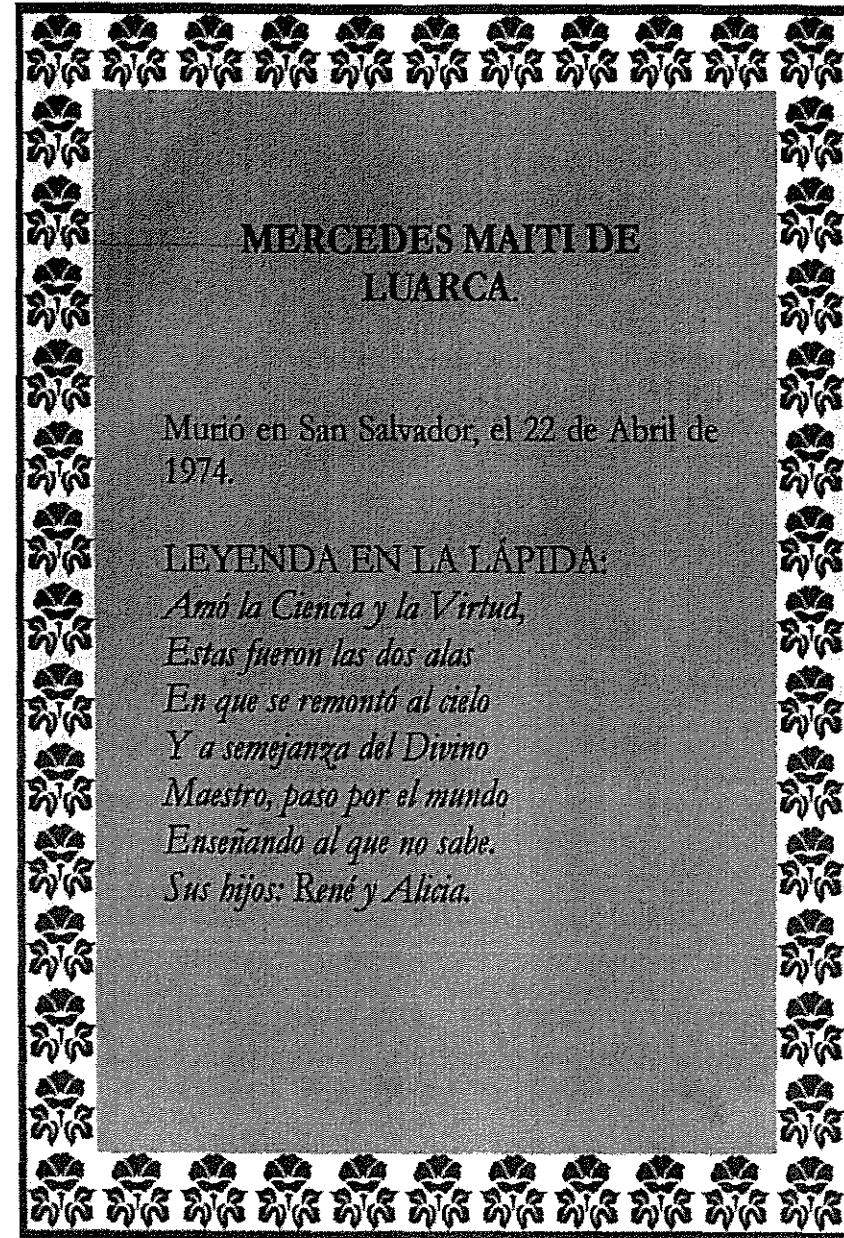 MERCEDES MAITI DE
LUARCA.
Murió en San Salvador, el 22 de Abril de
1974.
LEYENDA EN LA LÁPIDA:
Amó la Ciencia y la Virtud,
Estas fueron las dos alas
En que se remontó al cielo
Y a semejanza del Divino
Maestro, paso por el mundo
Enseñando al que no sabe.
Sus hijos: René y Alicia.